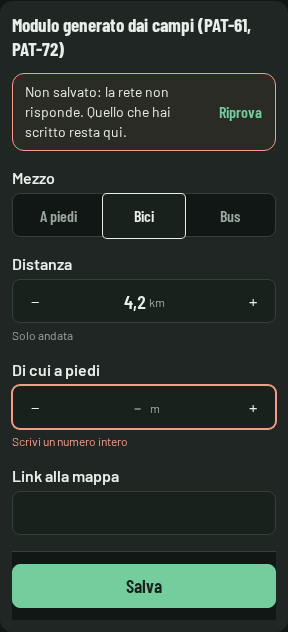 Modulo generato dai campi (PAT-61,
PAT-72)
Non salvato: la rete non
risponde. Quello che hai
scritto resta qui.
Riprova
Mezzo
A piedi Bici Bus
Distanza
− 4,2 km +
Solo andata
Di cui a piedi
− – m +
Scrivi un numero intero
Link alla mappa
Salva